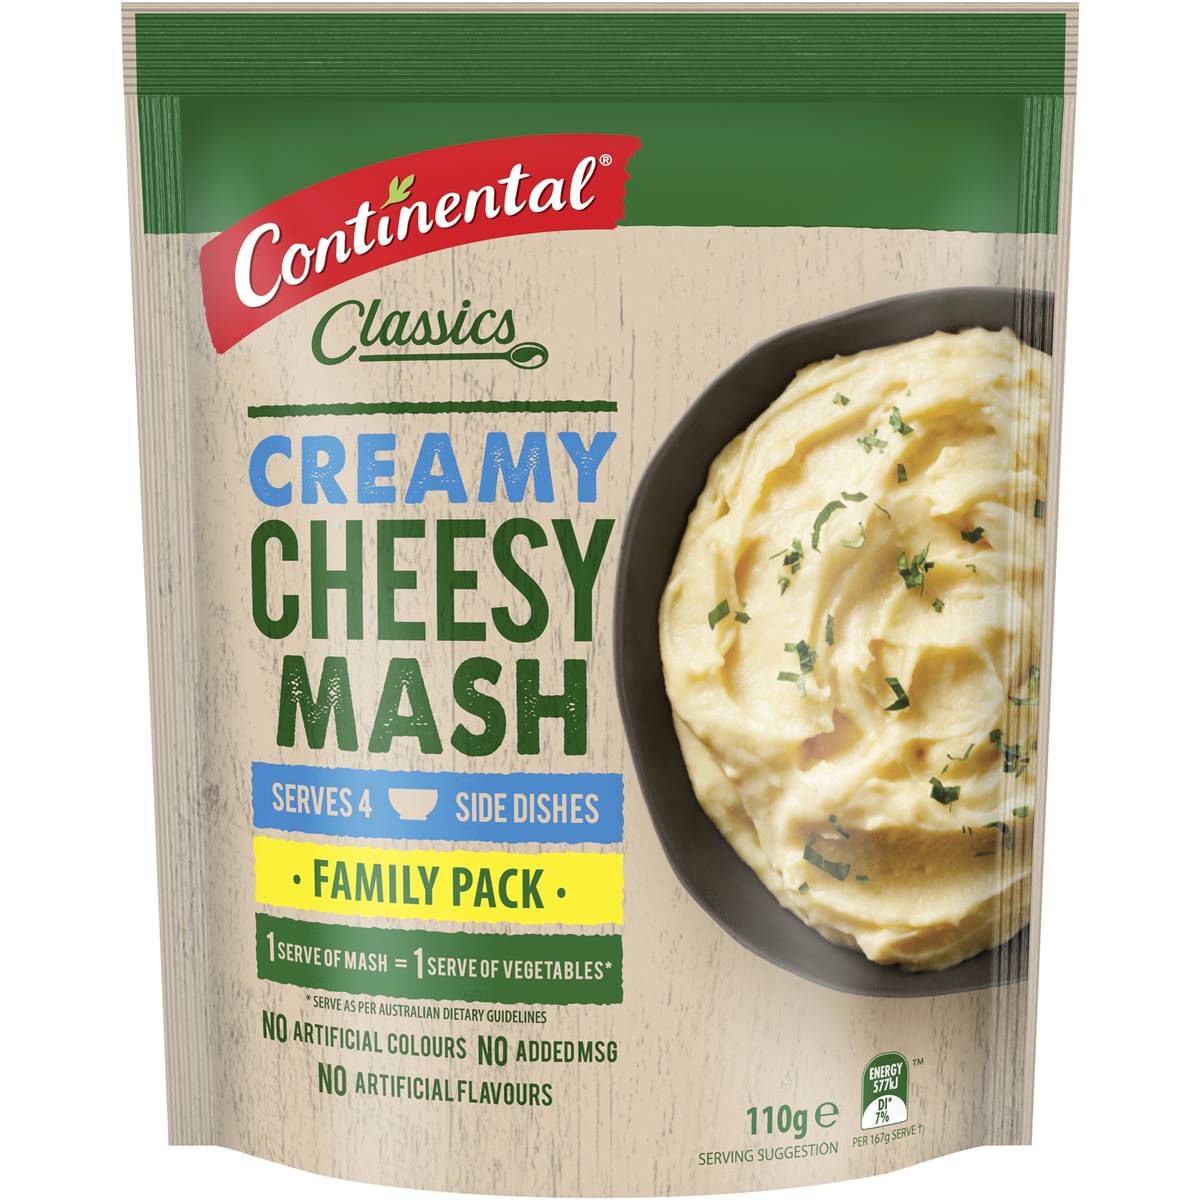 Continental®
Classics
CREAMY
CHEESY
MASH
SERVES 4 SIDE DISHES
• FAMILY PACK •
1 SERVE OF MASH = 1 SERVE OF VEGETABLES*
* SERVE AS PER AUSTRALIAN DIETARY GUIDELINES
NO ARTIFICIAL COLOURS NO ADDED MSG
NO ARTIFICIAL FLAVOURS
ENERGY
577kJ
DI*
7%
™
PER 167g SERVE†
110g ℮
SERVING SUGGESTION